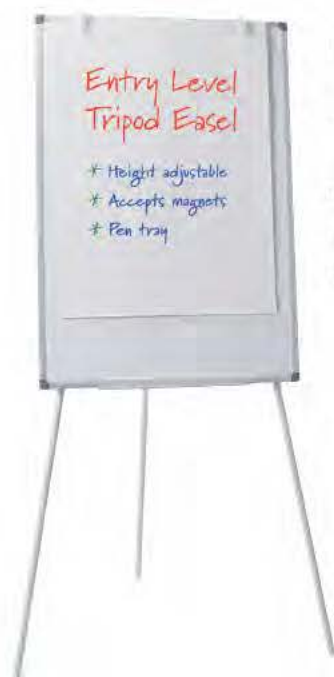 Entry Level
Tripod Easel
* Height adjustable
* Accepts magnets
* Pen tray